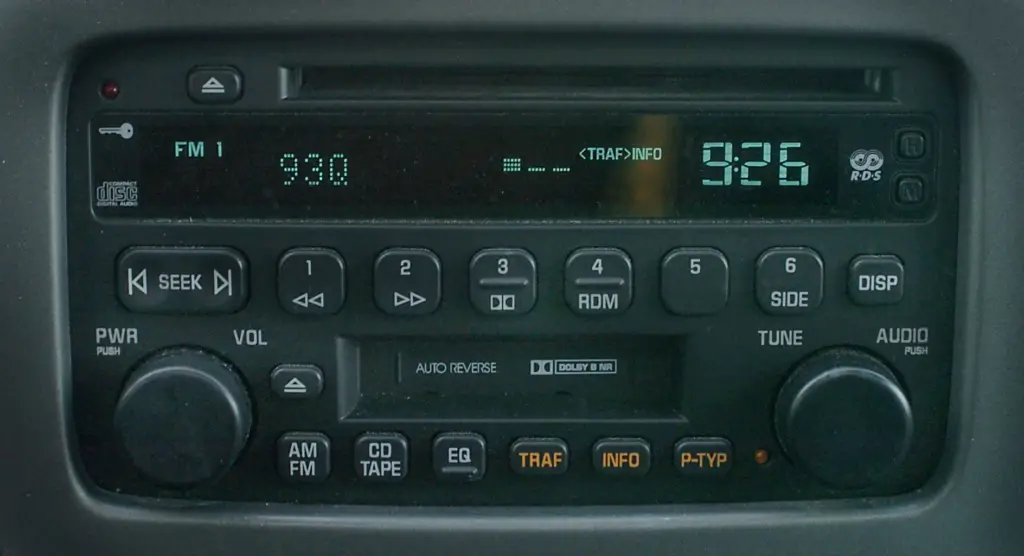 FM 1
93Q
<TRAF>INFO
9:26
COMPACT
disc
DIGITAL AUDIO
R·D·S
SEEK
1
2
3
4
RDM
5
6
SIDE
DISP
PWR
PUSH
VOL
TUNE
AUDIO
PUSH
AUTO REVERSE
DOLBY B NR
AM
FM
CD
TAPE
EQ
TRAF
INFO
P-TYP